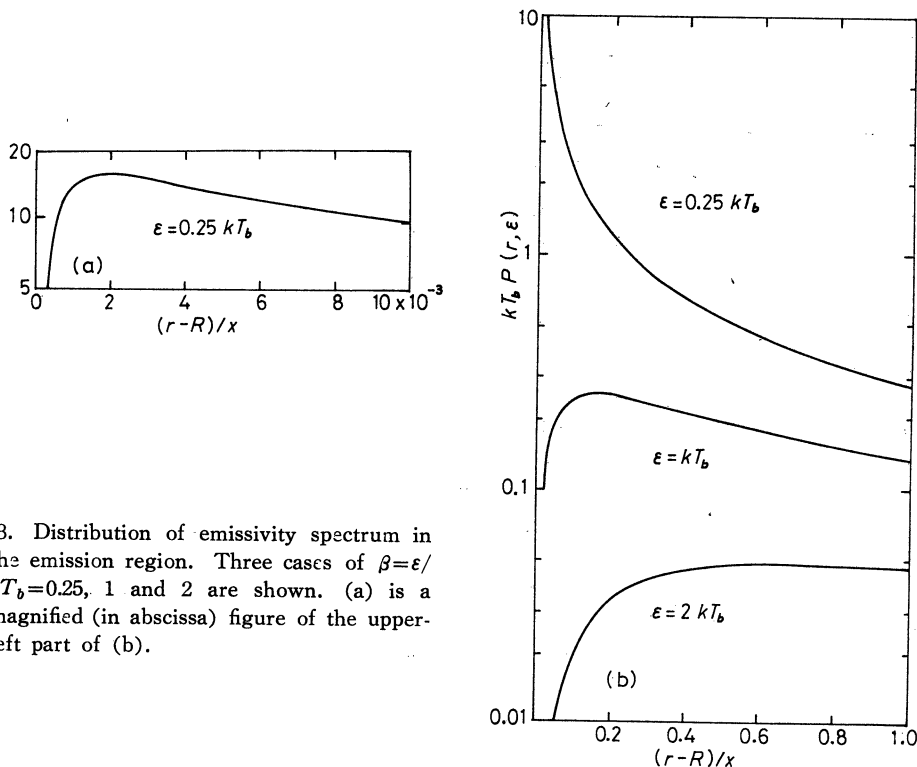 20
10
5
(a)
ε=0.25 kT_b
0 2 4 6 8 10×10⁻³
(r-R)/x
10
1
0.1
0.01
kT_b P(r,ε)
ε=0.25 kT_b
ε=kT_b
ε=2 kT_b
(b)
0.2 0.4 0.6 0.8 1.0
(r-R)/x
3. Distribution of emissivity spectrum in
he emission region. Three cases of β=ε/
T_b=0.25, 1 and 2 are shown. (a) is a
nagnified (in abscissa) figure of the upper-
eft part of (b).